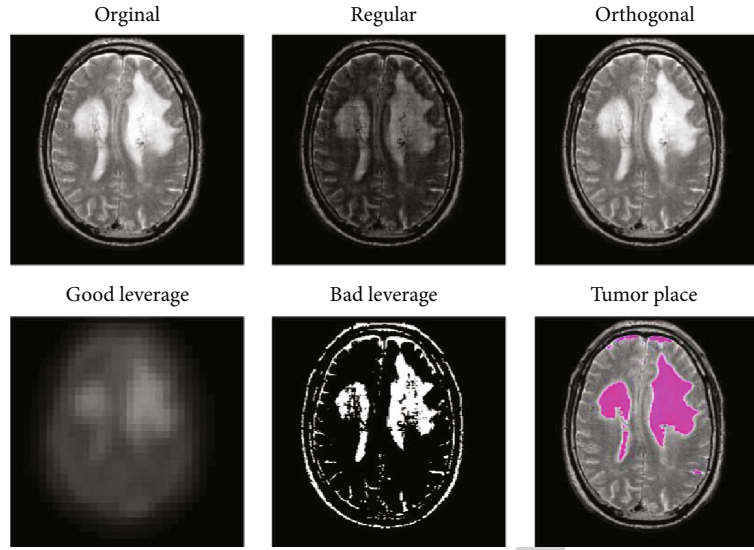 Orginal
Regular
Orthogonal
Good leverage
Bad leverage
Tumor place